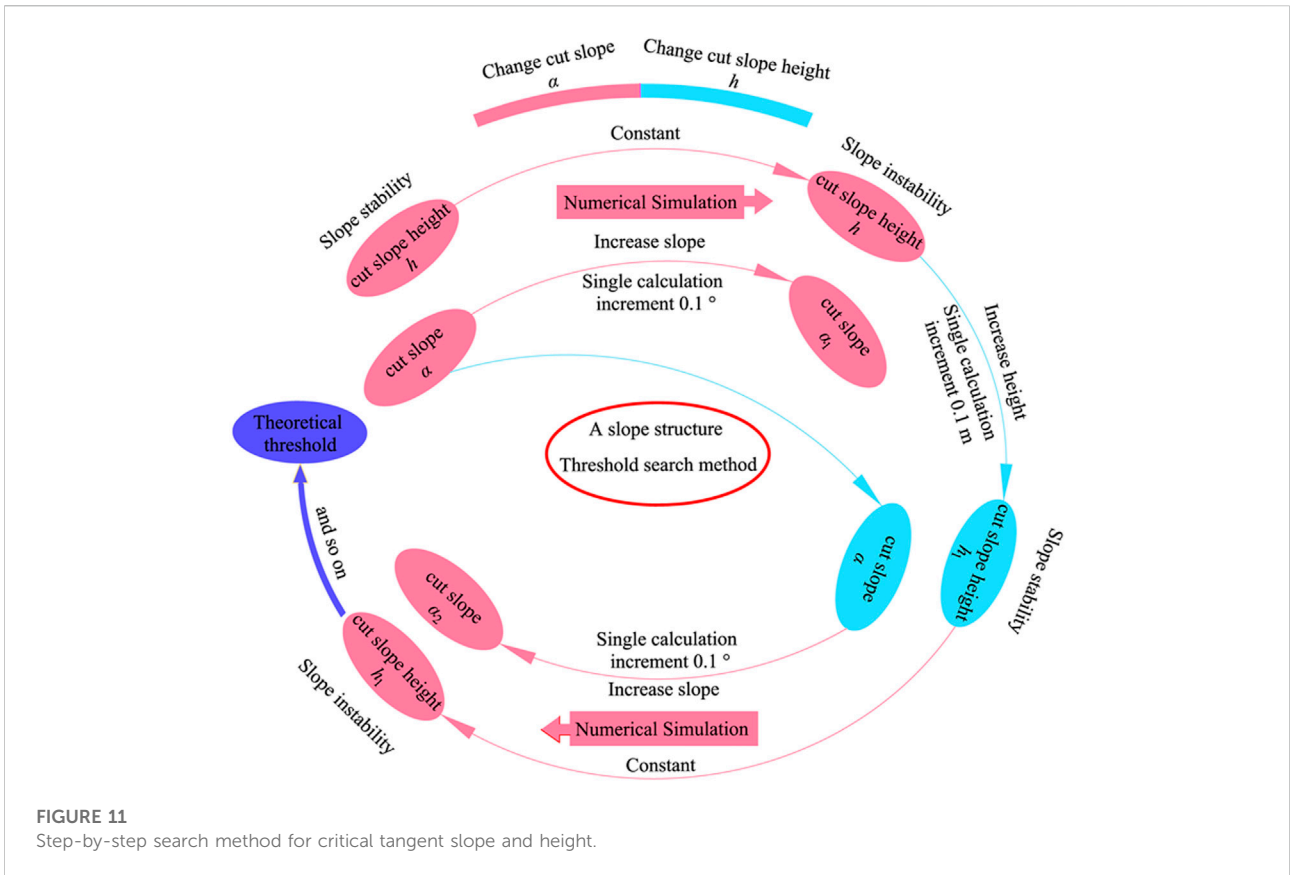 Change cut slope
α
Change cut slope height
h
Constant
Slope stability
cut slope height
h
Numerical Simulation
Slope instability
cut slope height
h
Increase slope
Single calculation
increment 0.1 °
cut slope
α
cut slope
α1
Increase height
Single calculation
increment 0.1 m
Theoretical
threshold
A slope structure
Threshold search method
and so on
cut slope
α
cut slope height
h1
Slope stability
cut slope
α2
Single calculation
increment 0.1 °
Increase slope
cut slope height
h1
Slope instability
Numerical Simulation
Constant
FIGURE 11
Step-by-step search method for critical tangent slope and height.